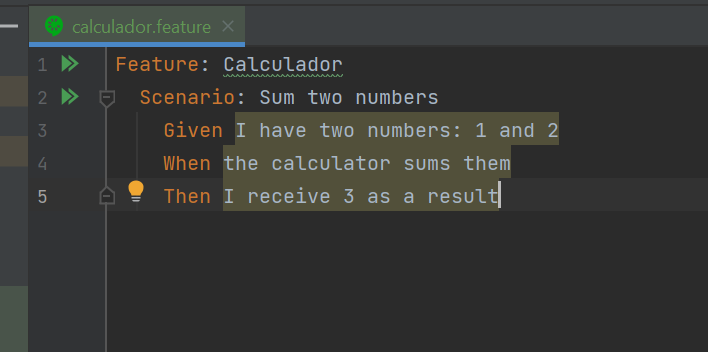 calculador.feature
1 Feature: Calculador
2 Scenario: Sum two numbers
3 Given I have two numbers: 1 and 2
4 When the calculator sums them
5 Then I receive 3 as a result